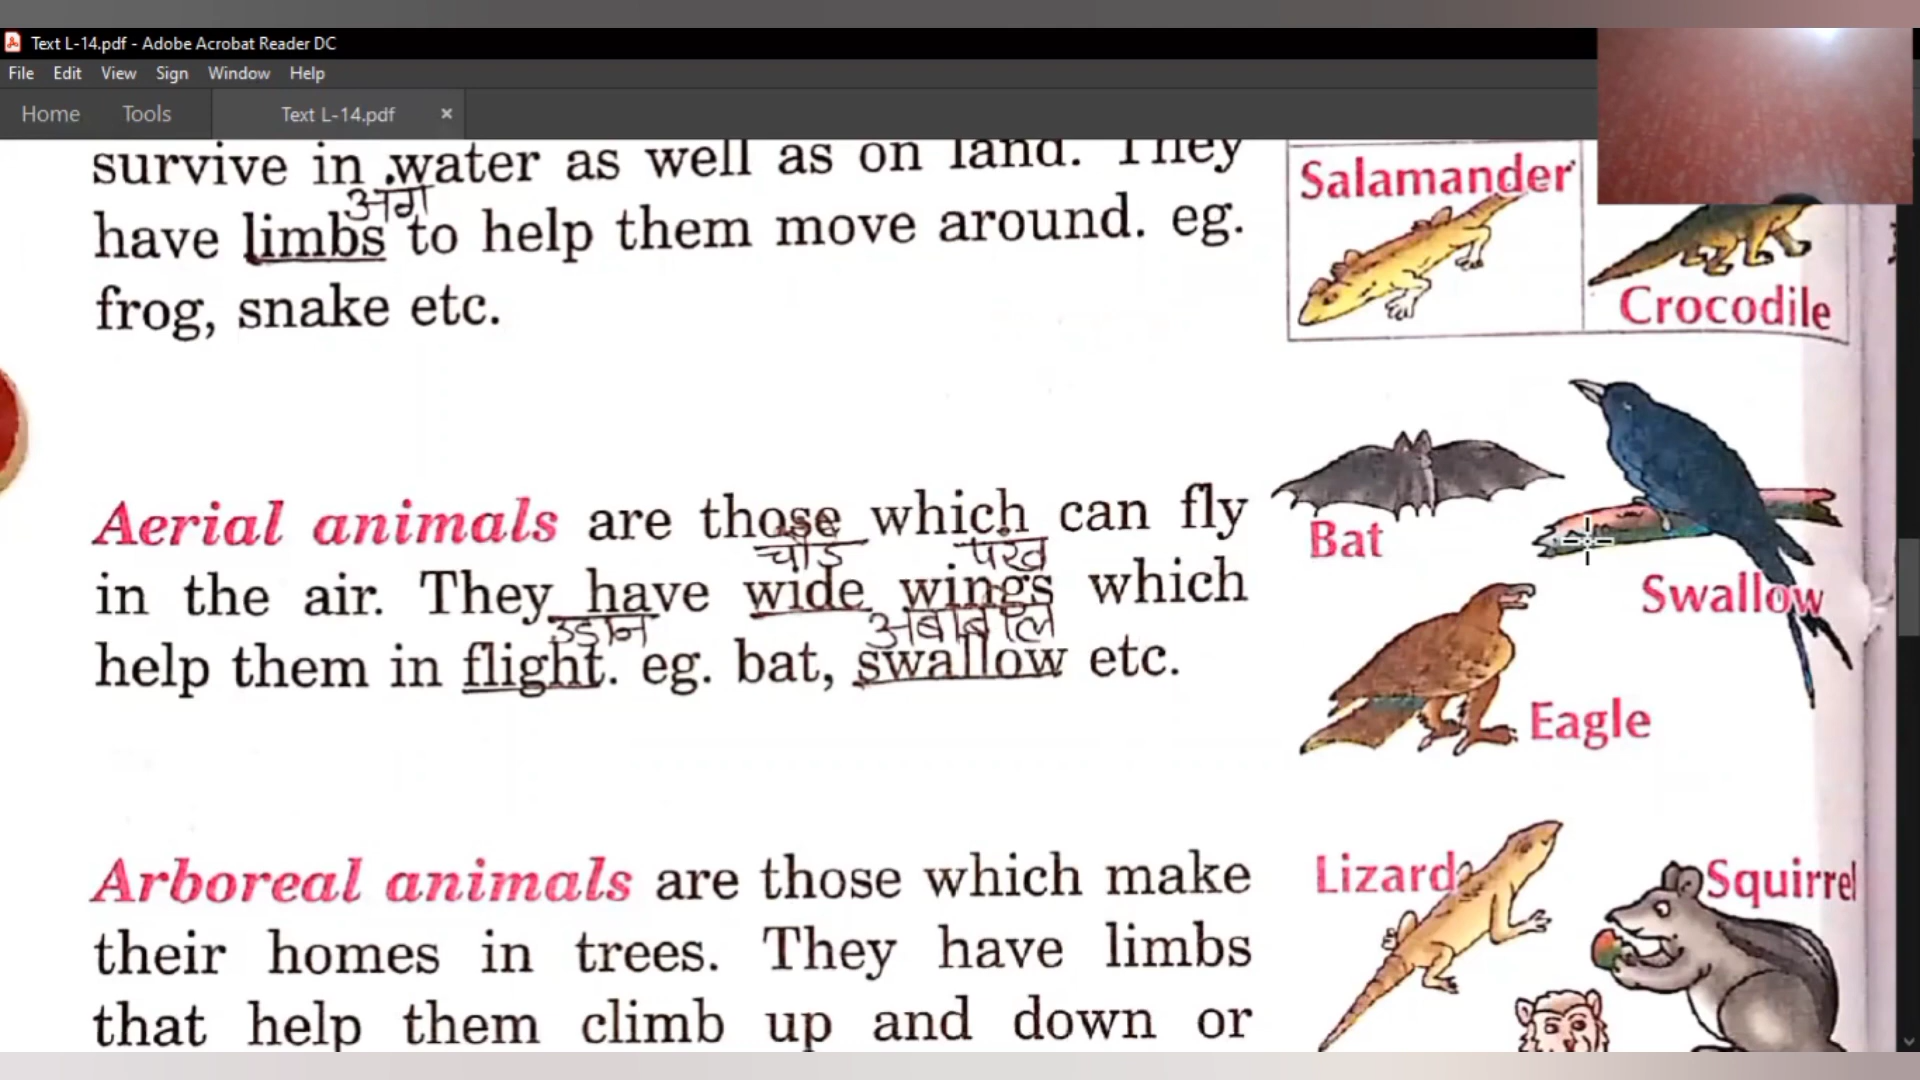 Text L-14.pdf - Adobe Acrobat Reader DC
File Edit View Sign Window Help
Home Tools Text L-14.pdf ×
survive in water as well as on land. They
अंग
have limbs to help them move around. eg.
frog, snake etc.
Salamander
Crocodile
Aerial animals are those which can fly
चौड़े पंख
in the air. They have wide wings which
उड़ान अबाबील
help them in flight. eg. bat, swallow etc.
Bat
Swallow
Eagle
Arboreal animals are those which make
their homes in trees. They have limbs
that help them climb up and down or
Lizard
Squirrel